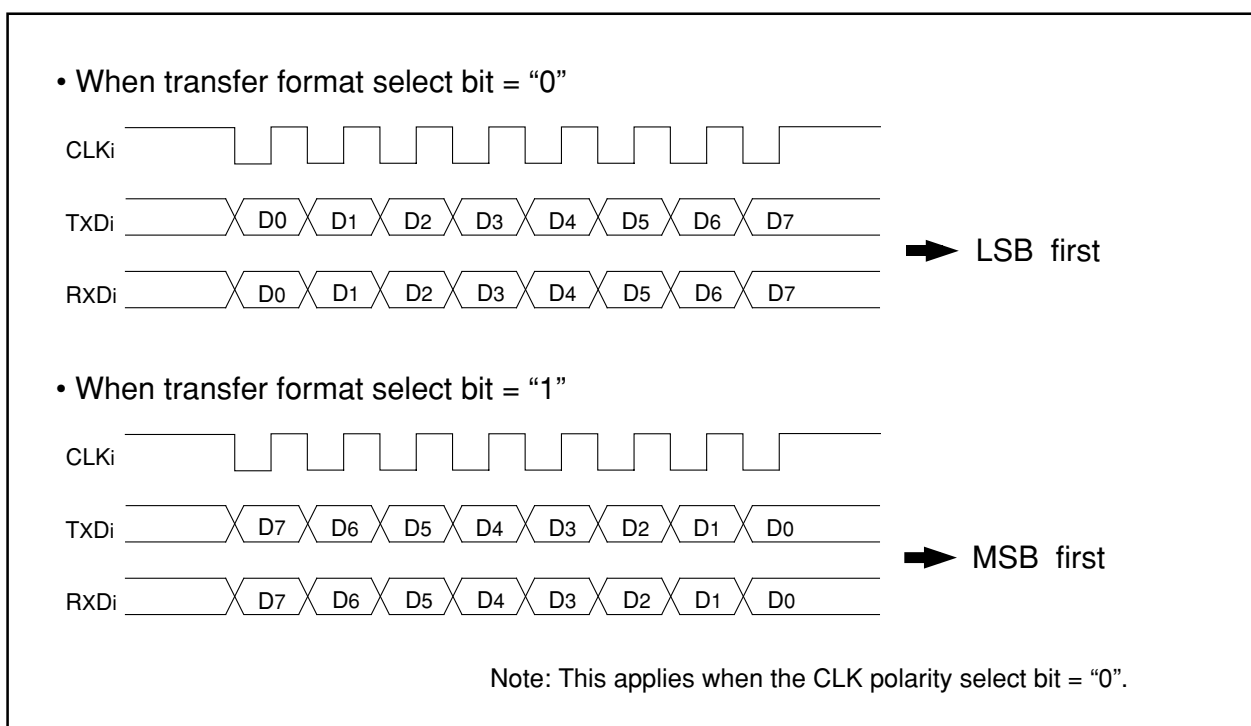 • When transfer format select bit = “0”
CLKi
TXDi D0 D1 D2 D3 D4 D5 D6 D7
RXDi D0 D1 D2 D3 D4 D5 D6 D7
LSB first
• When transfer format select bit = “1”
CLKi
TXDi D7 D6 D5 D4 D3 D2 D1 D0
RXDi D7 D6 D5 D4 D3 D2 D1 D0
MSB first
Note: This applies when the CLK polarity select bit = “0”.